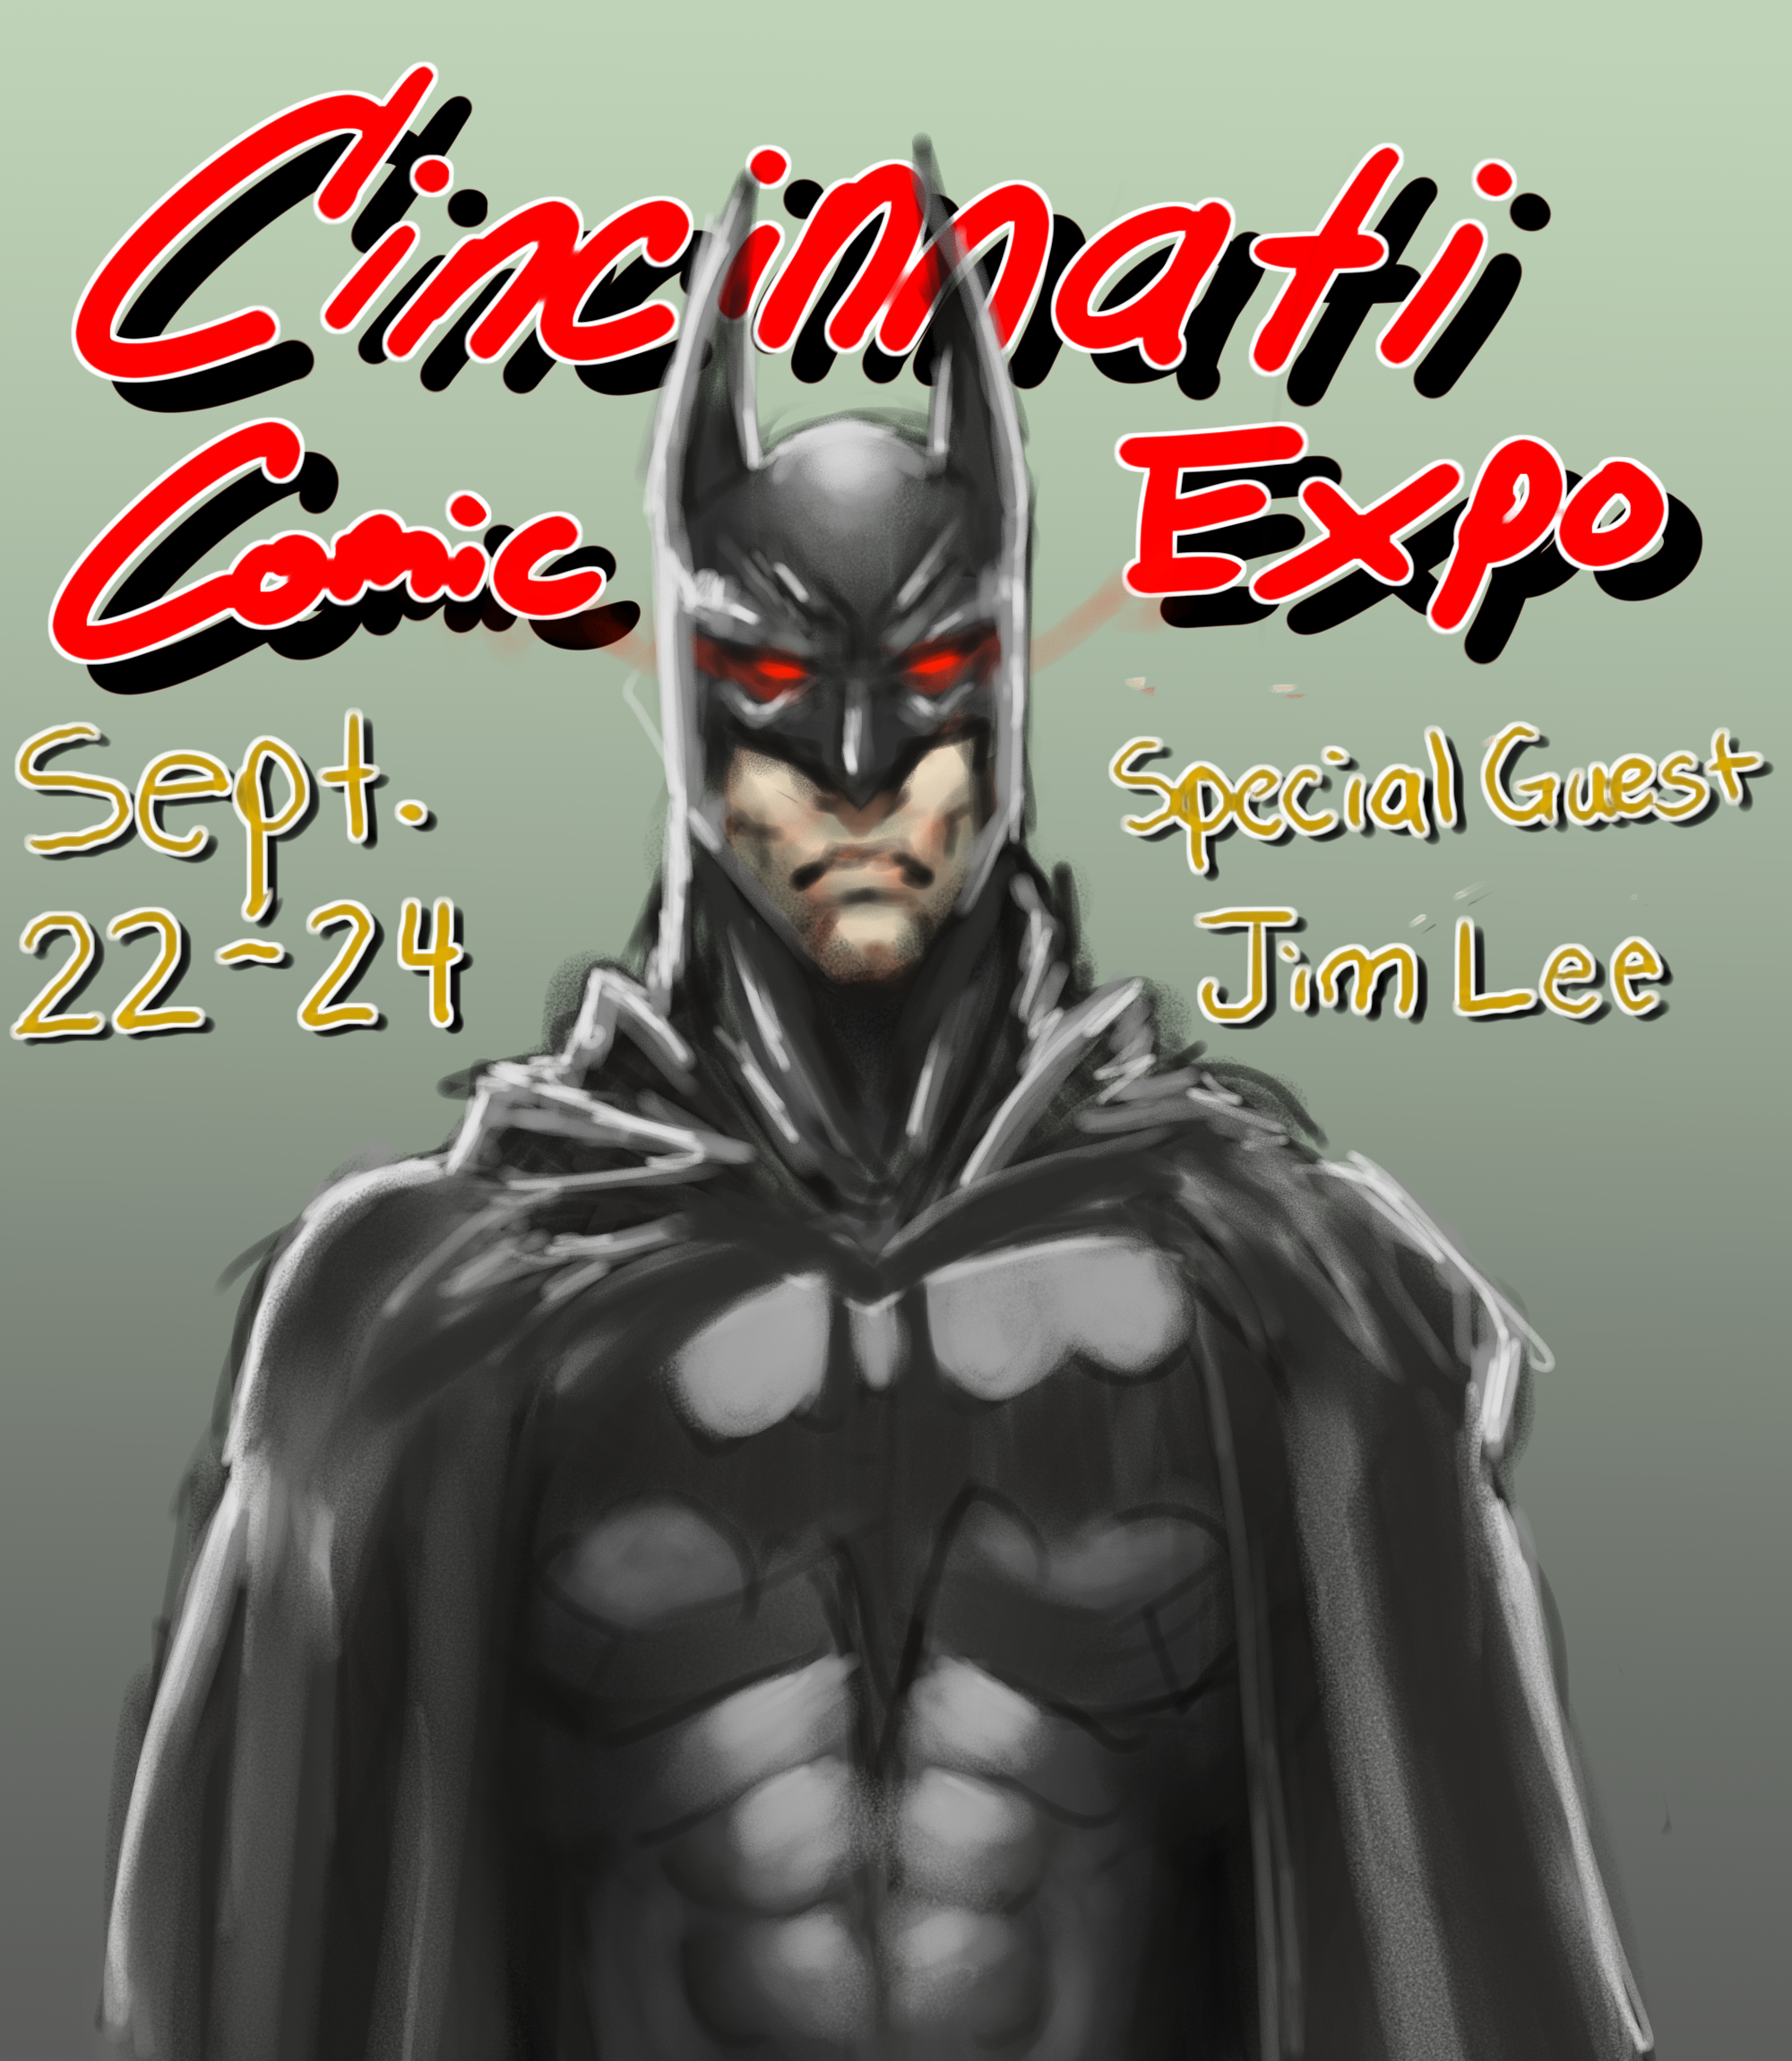 Cincinnati
Comic Expo
Sept.
22~24
Special Guest
Jim Lee